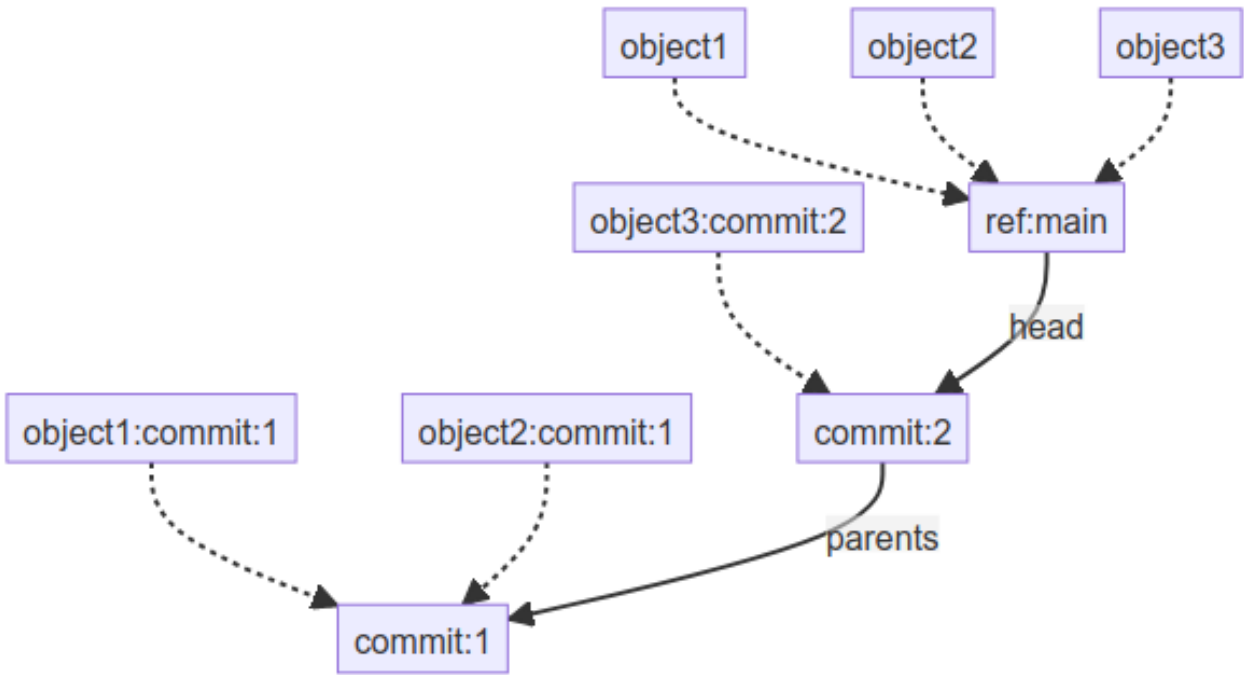 object1
object2
object3
object3:commit:2
ref:main
head
object1:commit:1
object2:commit:1
commit:2
parents
commit:1